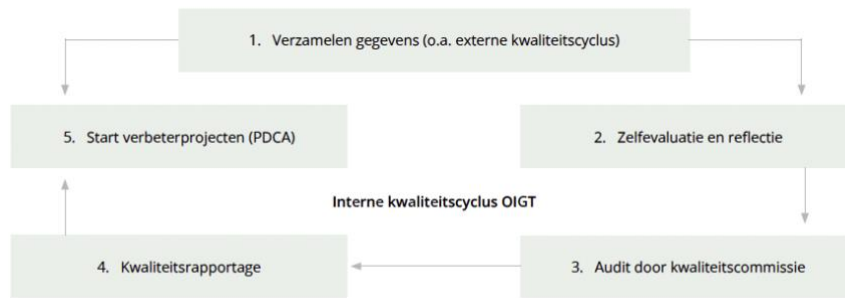 1. Verzamelen gegevens (o.a. externe kwaliteitscyclus)
5. Start verbeterprojecten (PDCA)
2. Zelfevaluatie en reflectie
Interne kwaliteitscyclus OIGT
4. Kwaliteitsrapportage
3. Audit door kwaliteitscommissie